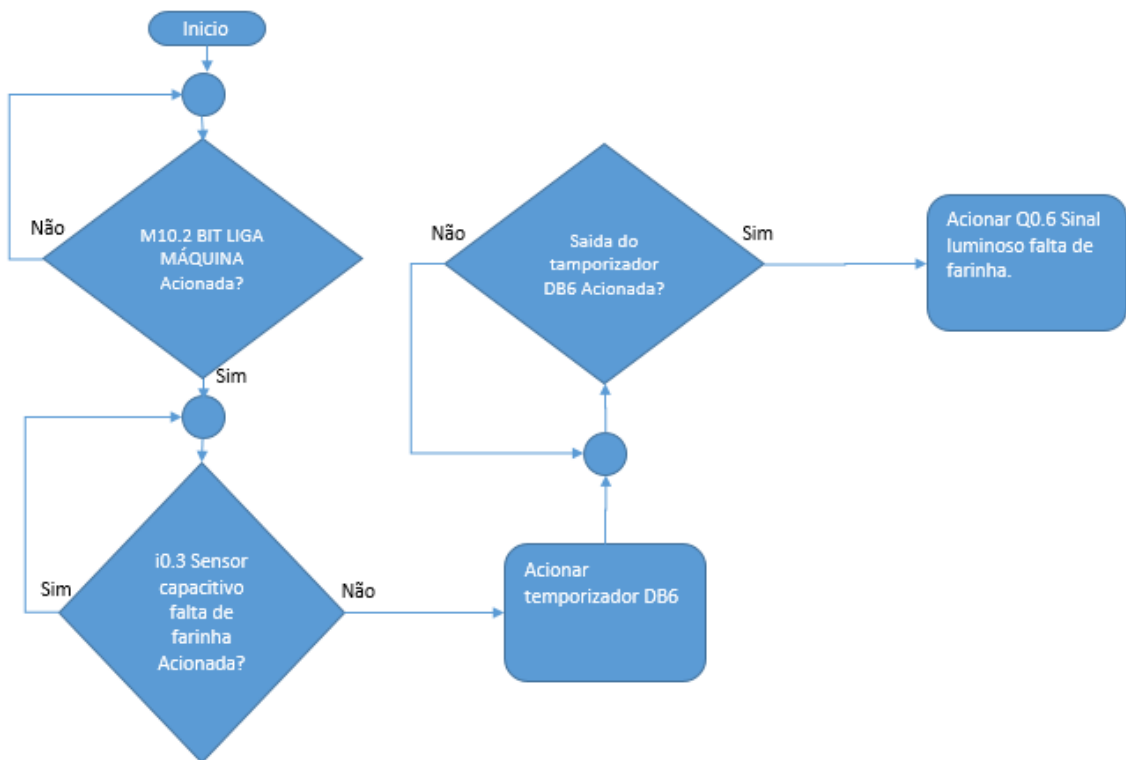 Inicio
Não
M10.2 BIT LIGA
MÁQUINA
Acionada?
Sim
i0.3 Sensor
capacitivo
falta de
farinha
Acionada?
Sim
Não
Acionar
temporizador DB6
Não
Saida do
tamporizador
DB6 Acionada?
Sim
Acionar Q0.6 Sinal
luminoso falta de
farinha.